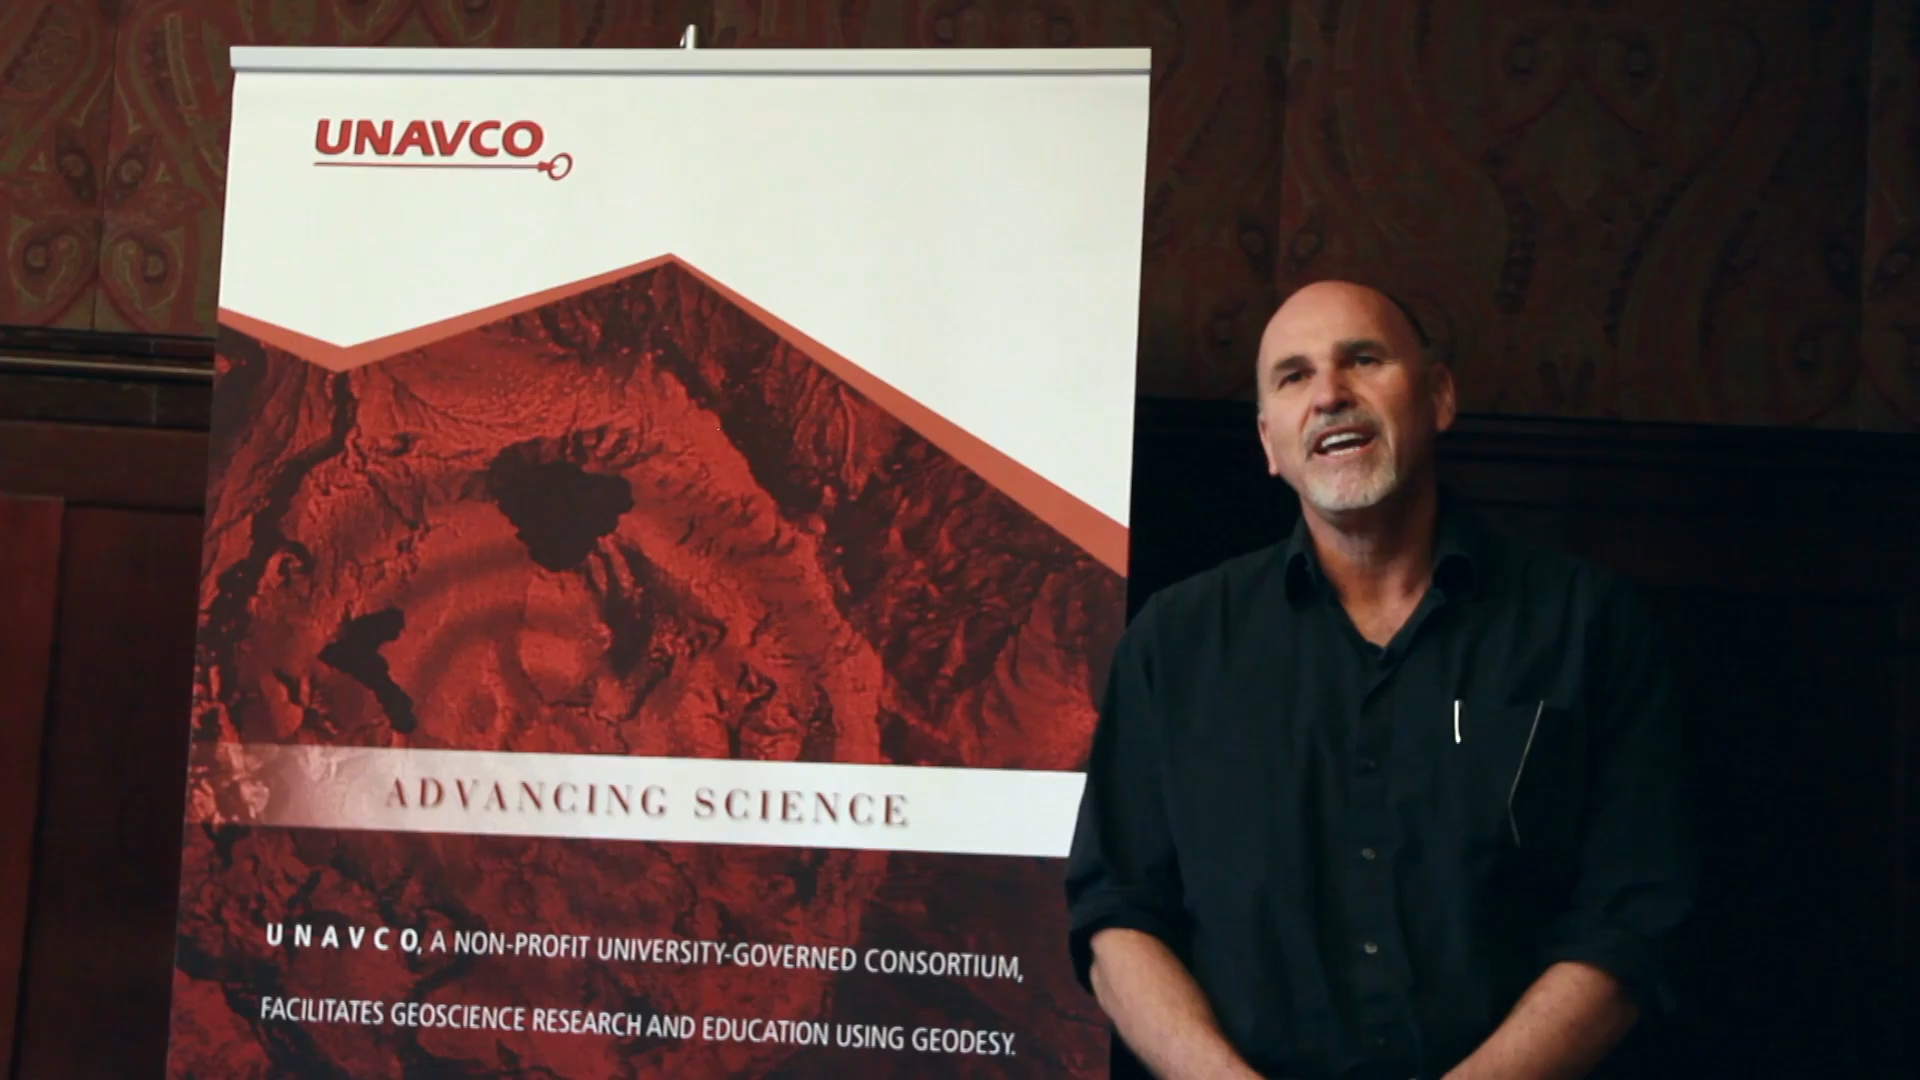 UNAVCO
ADVANCING SCIENCE
UNAVCO, A NON-PROFIT UNIVERSITY-GOVERNED CONSORTIUM,
FACILITATES GEOSCIENCE RESEARCH AND EDUCATION USING GEODESY.